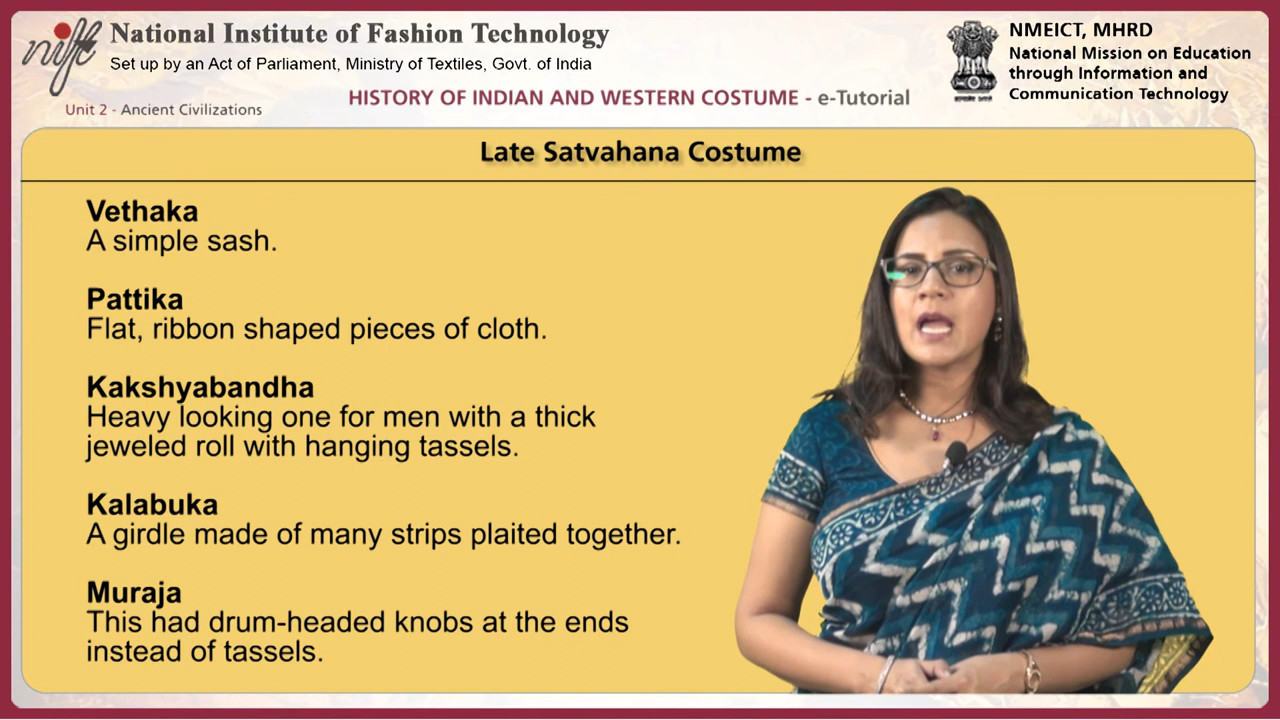 nift
National Institute of Fashion Technology
Set up by an Act of Parliament, Ministry of Textiles, Govt. of India
Unit 2 - Ancient Civilizations
HISTORY OF INDIAN AND WESTERN COSTUME - e-Tutorial
NMEICT, MHRD
National Mission on Education
through Information and
Communication Technology
Late Satvahana Costume
Vethaka
A simple sash.
Pattika
Flat, ribbon shaped pieces of cloth.
Kakshyabandha
Heavy looking one for men with a thick
jeweled roll with hanging tassels.
Kalabuka
A girdle made of many strips plaited together.
Muraja
This had drum-headed knobs at the ends
instead of tassels.